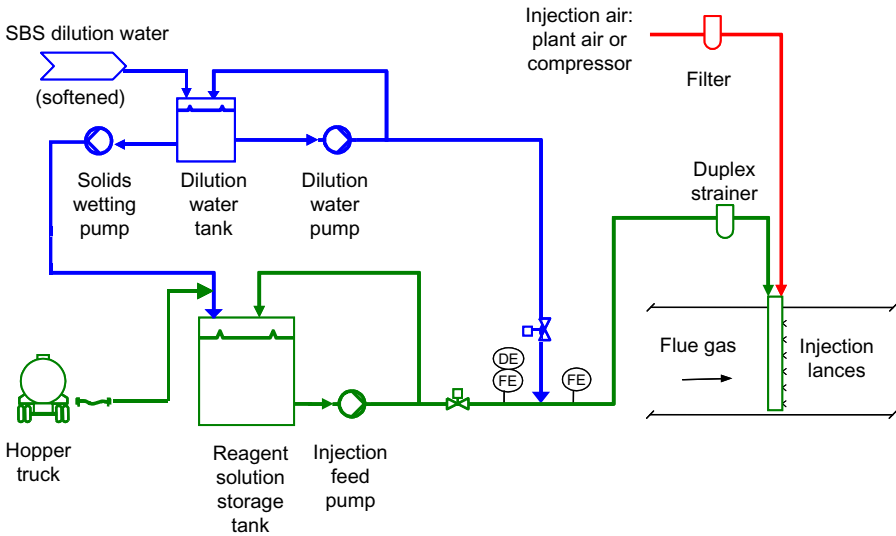 SBS dilution water
(softened)
Injection air:
plant air or
compressor
Filter
Solids
wetting
pump
Dilution
water
tank
Dilution
water
pump
Duplex
strainer
Flue gas
Injection
lances
DE
FE
FE
Hopper
truck
Reagent
solution
storage
tank
Injection
feed
pump